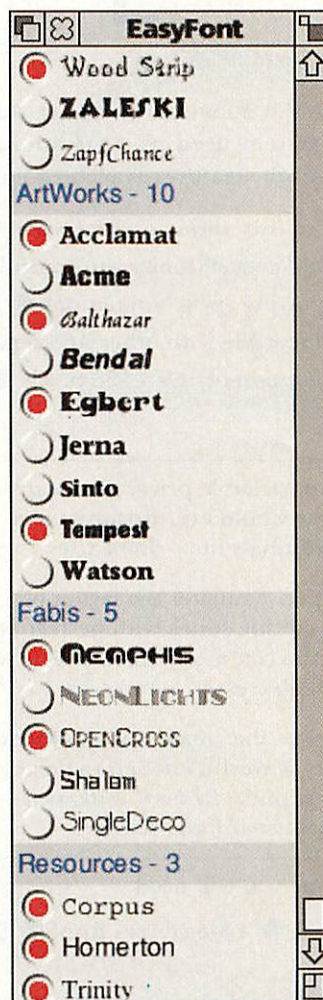 EasyFont
Wood Strip
ZALESKI
ZapfChance
ArtWorks - 10
Acclamat
Acme
Balthazar
Bendal
Egbert
Jerna
Sinto
Tempest
Watson
Fabis - 5
MEMPHIS
NEONLIGHTS
OPENCROSS
Shalom
SingleDeco
Resources - 3
Corpus
Homerton
Trinity